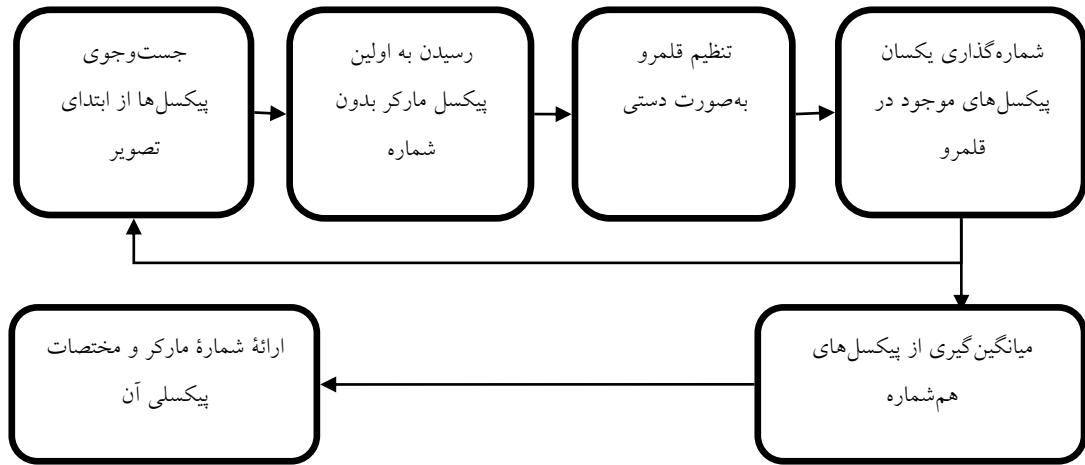 جست‌وجوی
پیکسل‌ها از ابتدای
تصویر
رسیدن به اولین
پیکسل مارکر بدون
شماره
تنظیم قلمرو
به‌صورت دستی
شماره‌گذاری یکسان
پیکسل‌های موجود در
قلمرو
میانگین‌گیری از پیکسل‌های
هم‌شماره
ارائهٔ شمارهٔ مارکر و مختصات
پیکسلی آن